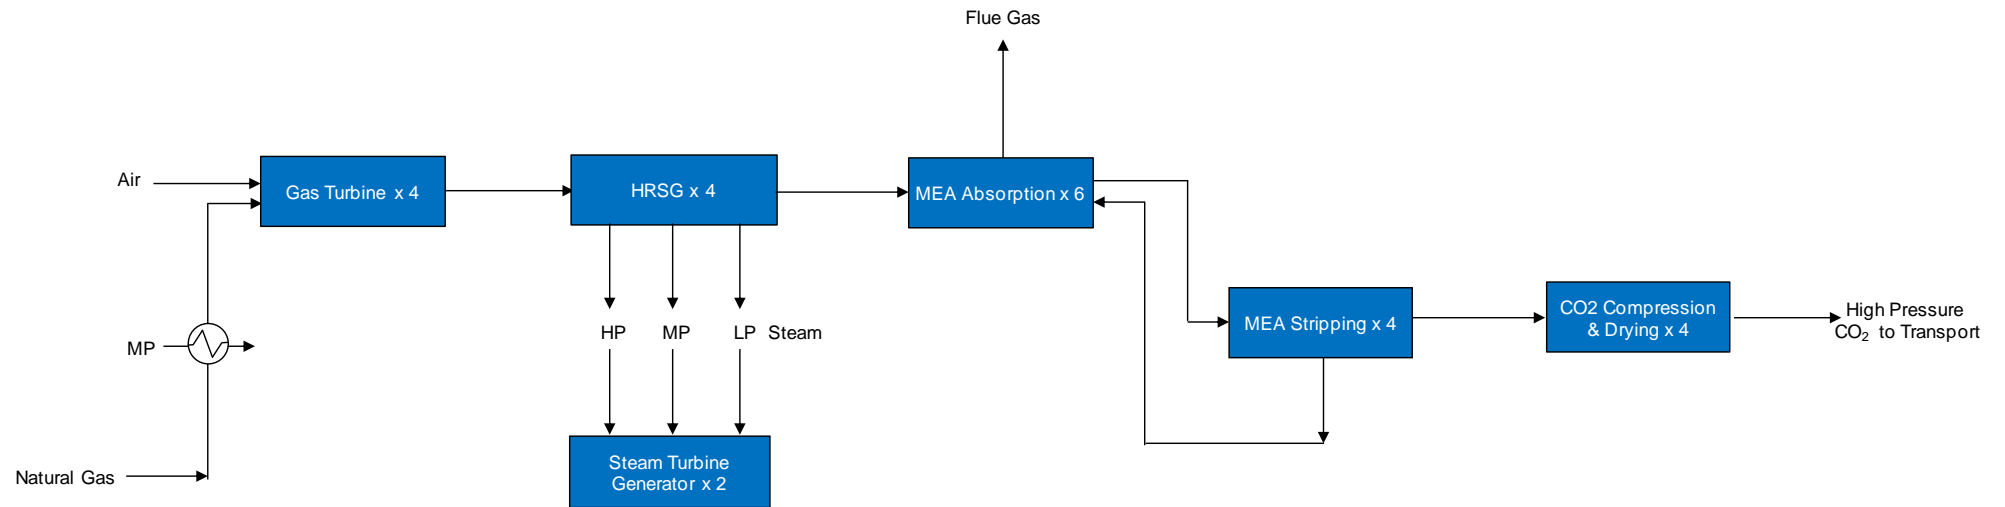 Flue Gas
Air
Gas Turbine x 4
HRSG x 4
MEA Absorption x 6
HP
MP
LP Steam
MP
MEA Stripping x 4
CO2 Compression
& Drying x 4
High Pressure
CO₂ to Transport
Natural Gas
Steam Turbine
Generator x 2